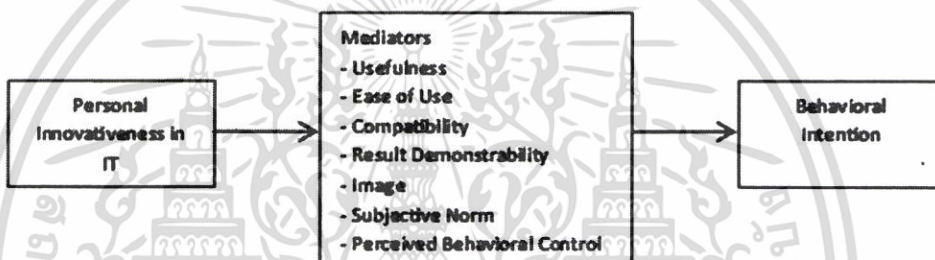 Personal
Innovativeness in
IT
Mediators
- Usefulness
- Ease of Use
- Compatibility
- Result Demonstrability
- Image
- Subjective Norm
- Perceived Behavioral Control
Behavioral
Intention